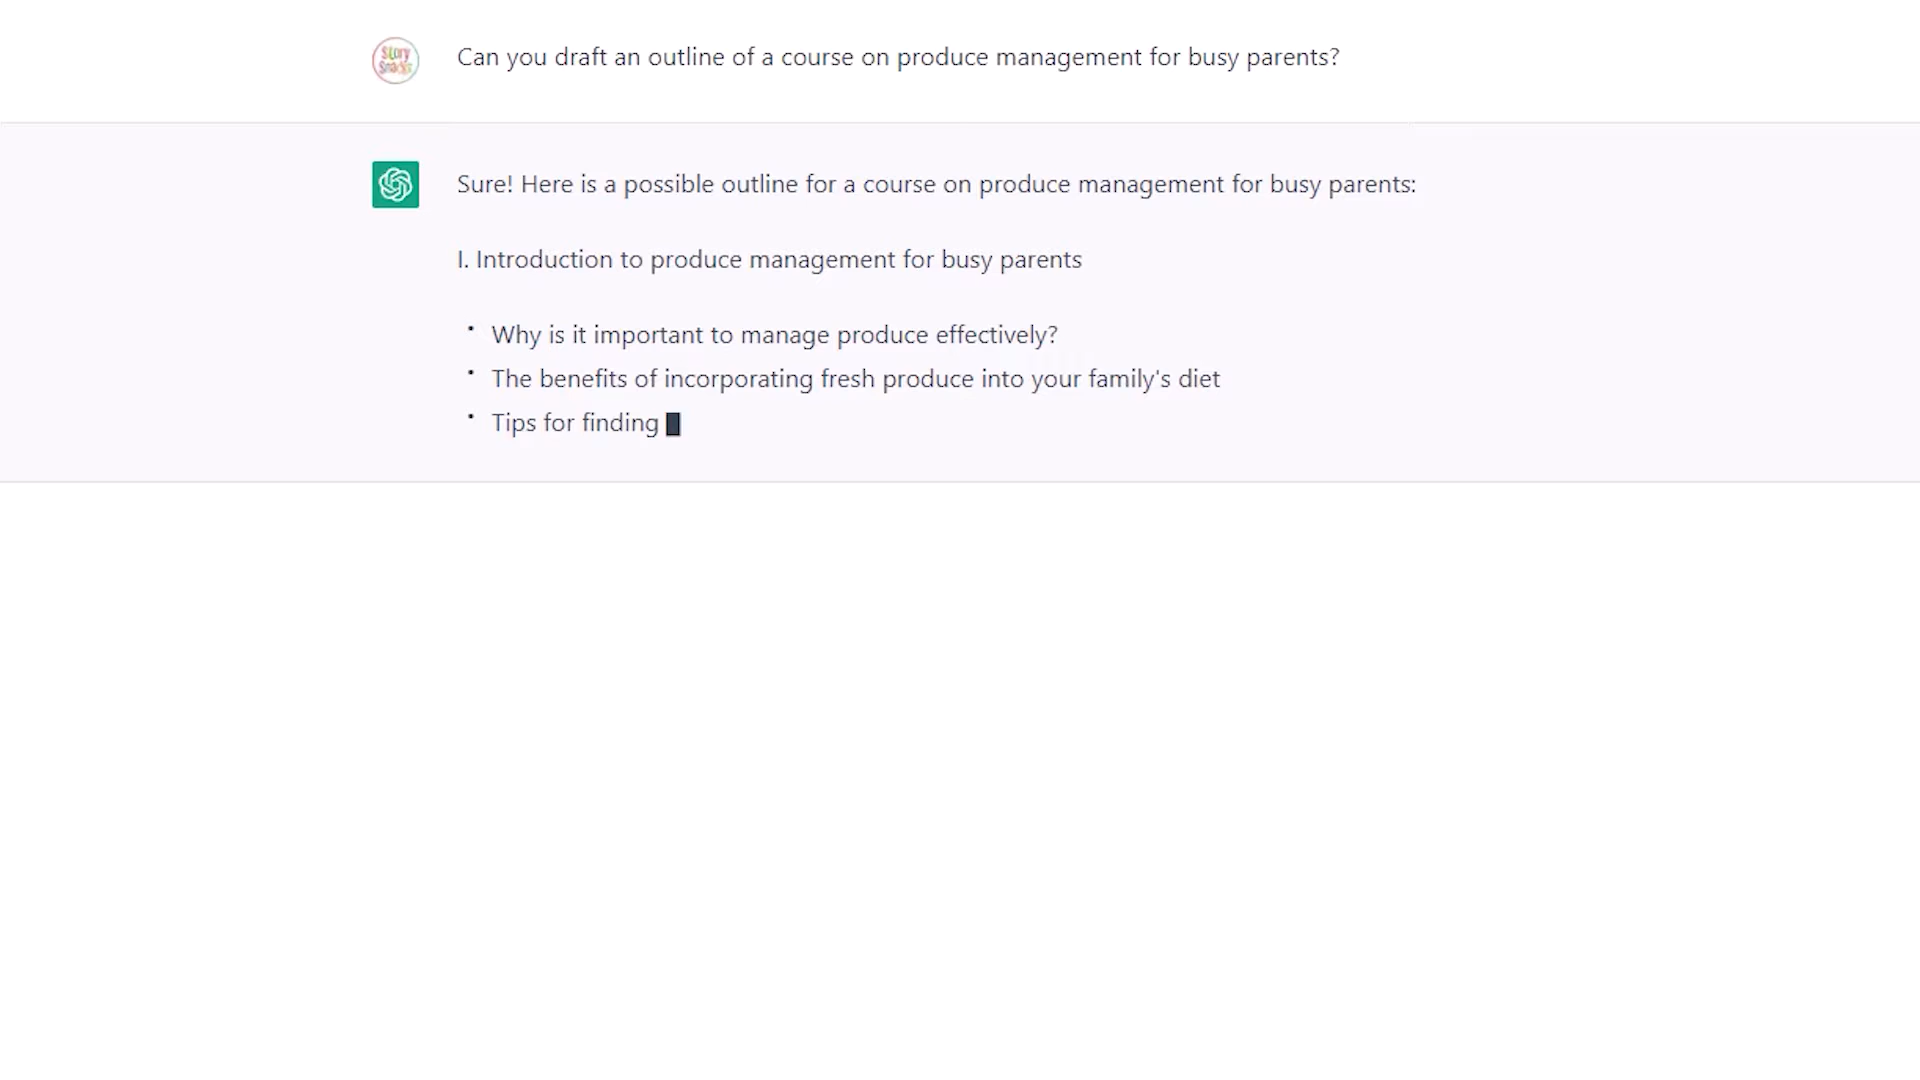 Story
Snacks
Can you draft an outline of a course on produce management for busy parents?
Sure! Here is a possible outline for a course on produce management for busy parents:
I. Introduction to produce management for busy parents
• Why is it important to manage produce effectively?
• The benefits of incorporating fresh produce into your family's diet
• Tips for finding